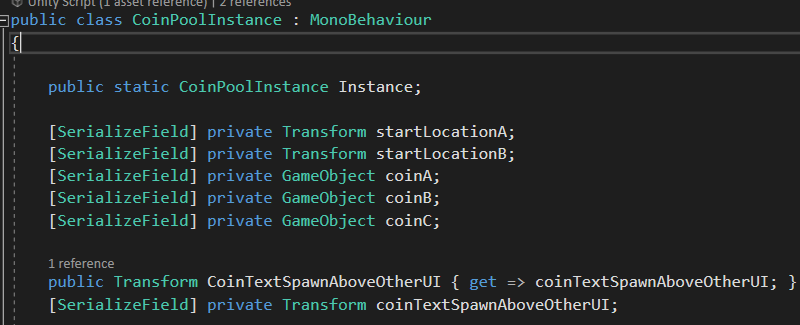 Unity Script (1 asset reference) | 2 references
public class CoinPoolInstance : MonoBehaviour
{
public static CoinPoolInstance Instance;
[SerializeField] private Transform startLocationA;
[SerializeField] private Transform startLocationB;
[SerializeField] private GameObject coinA;
[SerializeField] private GameObject coinB;
[SerializeField] private GameObject coinC;
1 reference
public Transform CoinTextSpawnAboveOtherUI { get => coinTextSpawnAboveOtherUI; }
[SerializeField] private Transform coinTextSpawnAboveOtherUI;